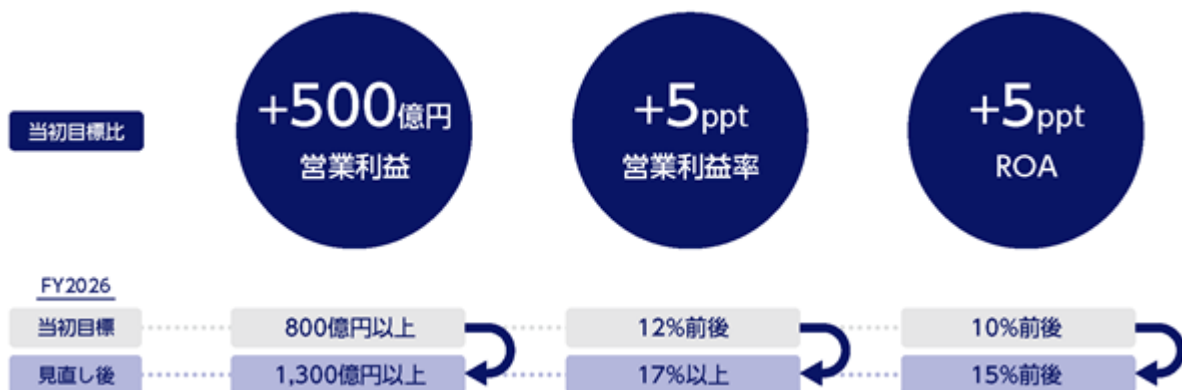 当初目標比
+500億円
営業利益
+5ppt
営業利益率
+5ppt
ROA
FY2026
当初目標
800億円以上
12%前後
10%前後
見直し後
1,300億円以上
17%以上
15%前後